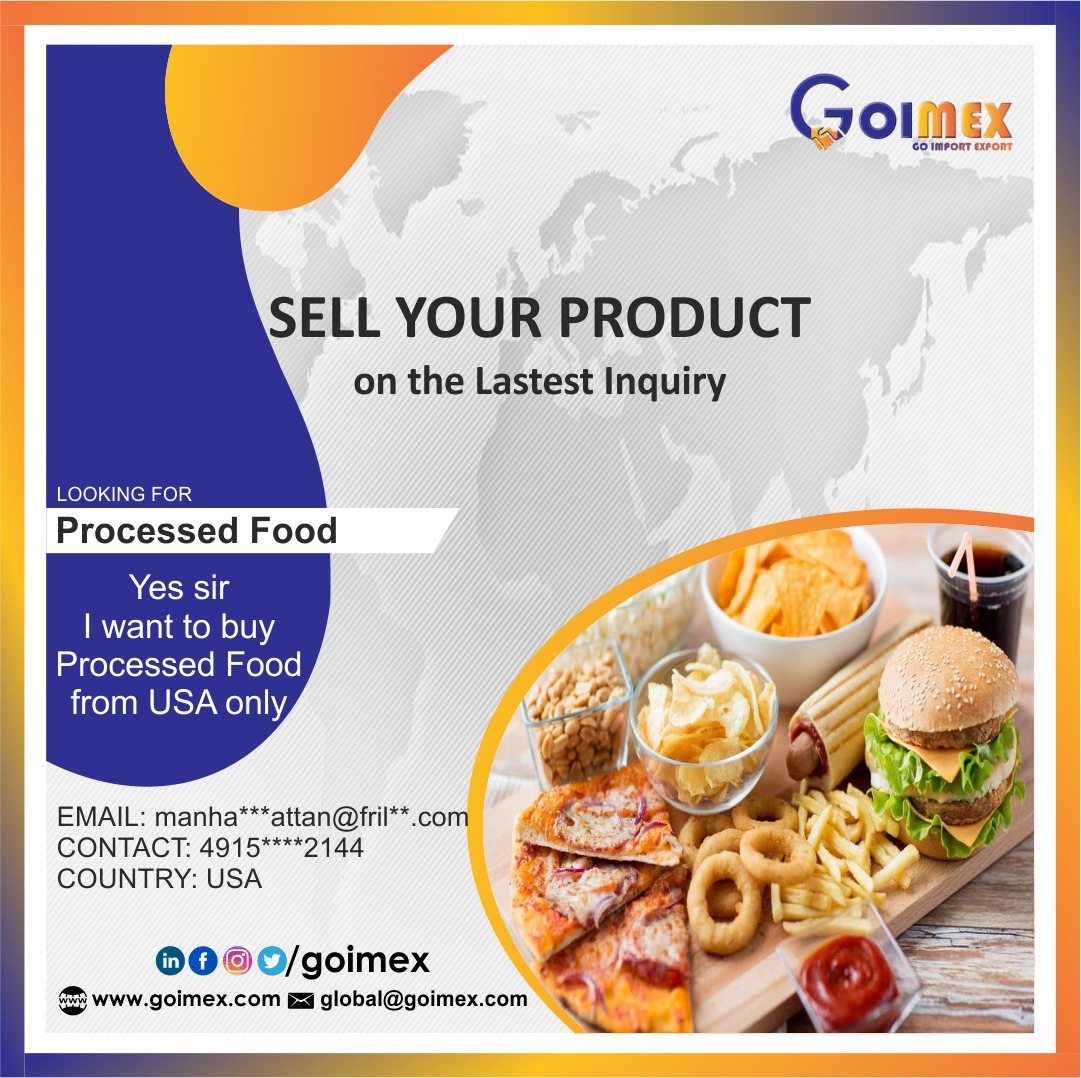 GOIMEX
GO IMPORT EXPORT
SELL YOUR PRODUCT
on the Lastest Inquiry
LOOKING FOR
Processed Food
Yes sir
I want to buy
Processed Food
from USA only
EMAIL: manha***attan@fril**.com
CONTACT: 4915****2144
COUNTRY: USA
/goimex
www.goimex.com global@goimex.com